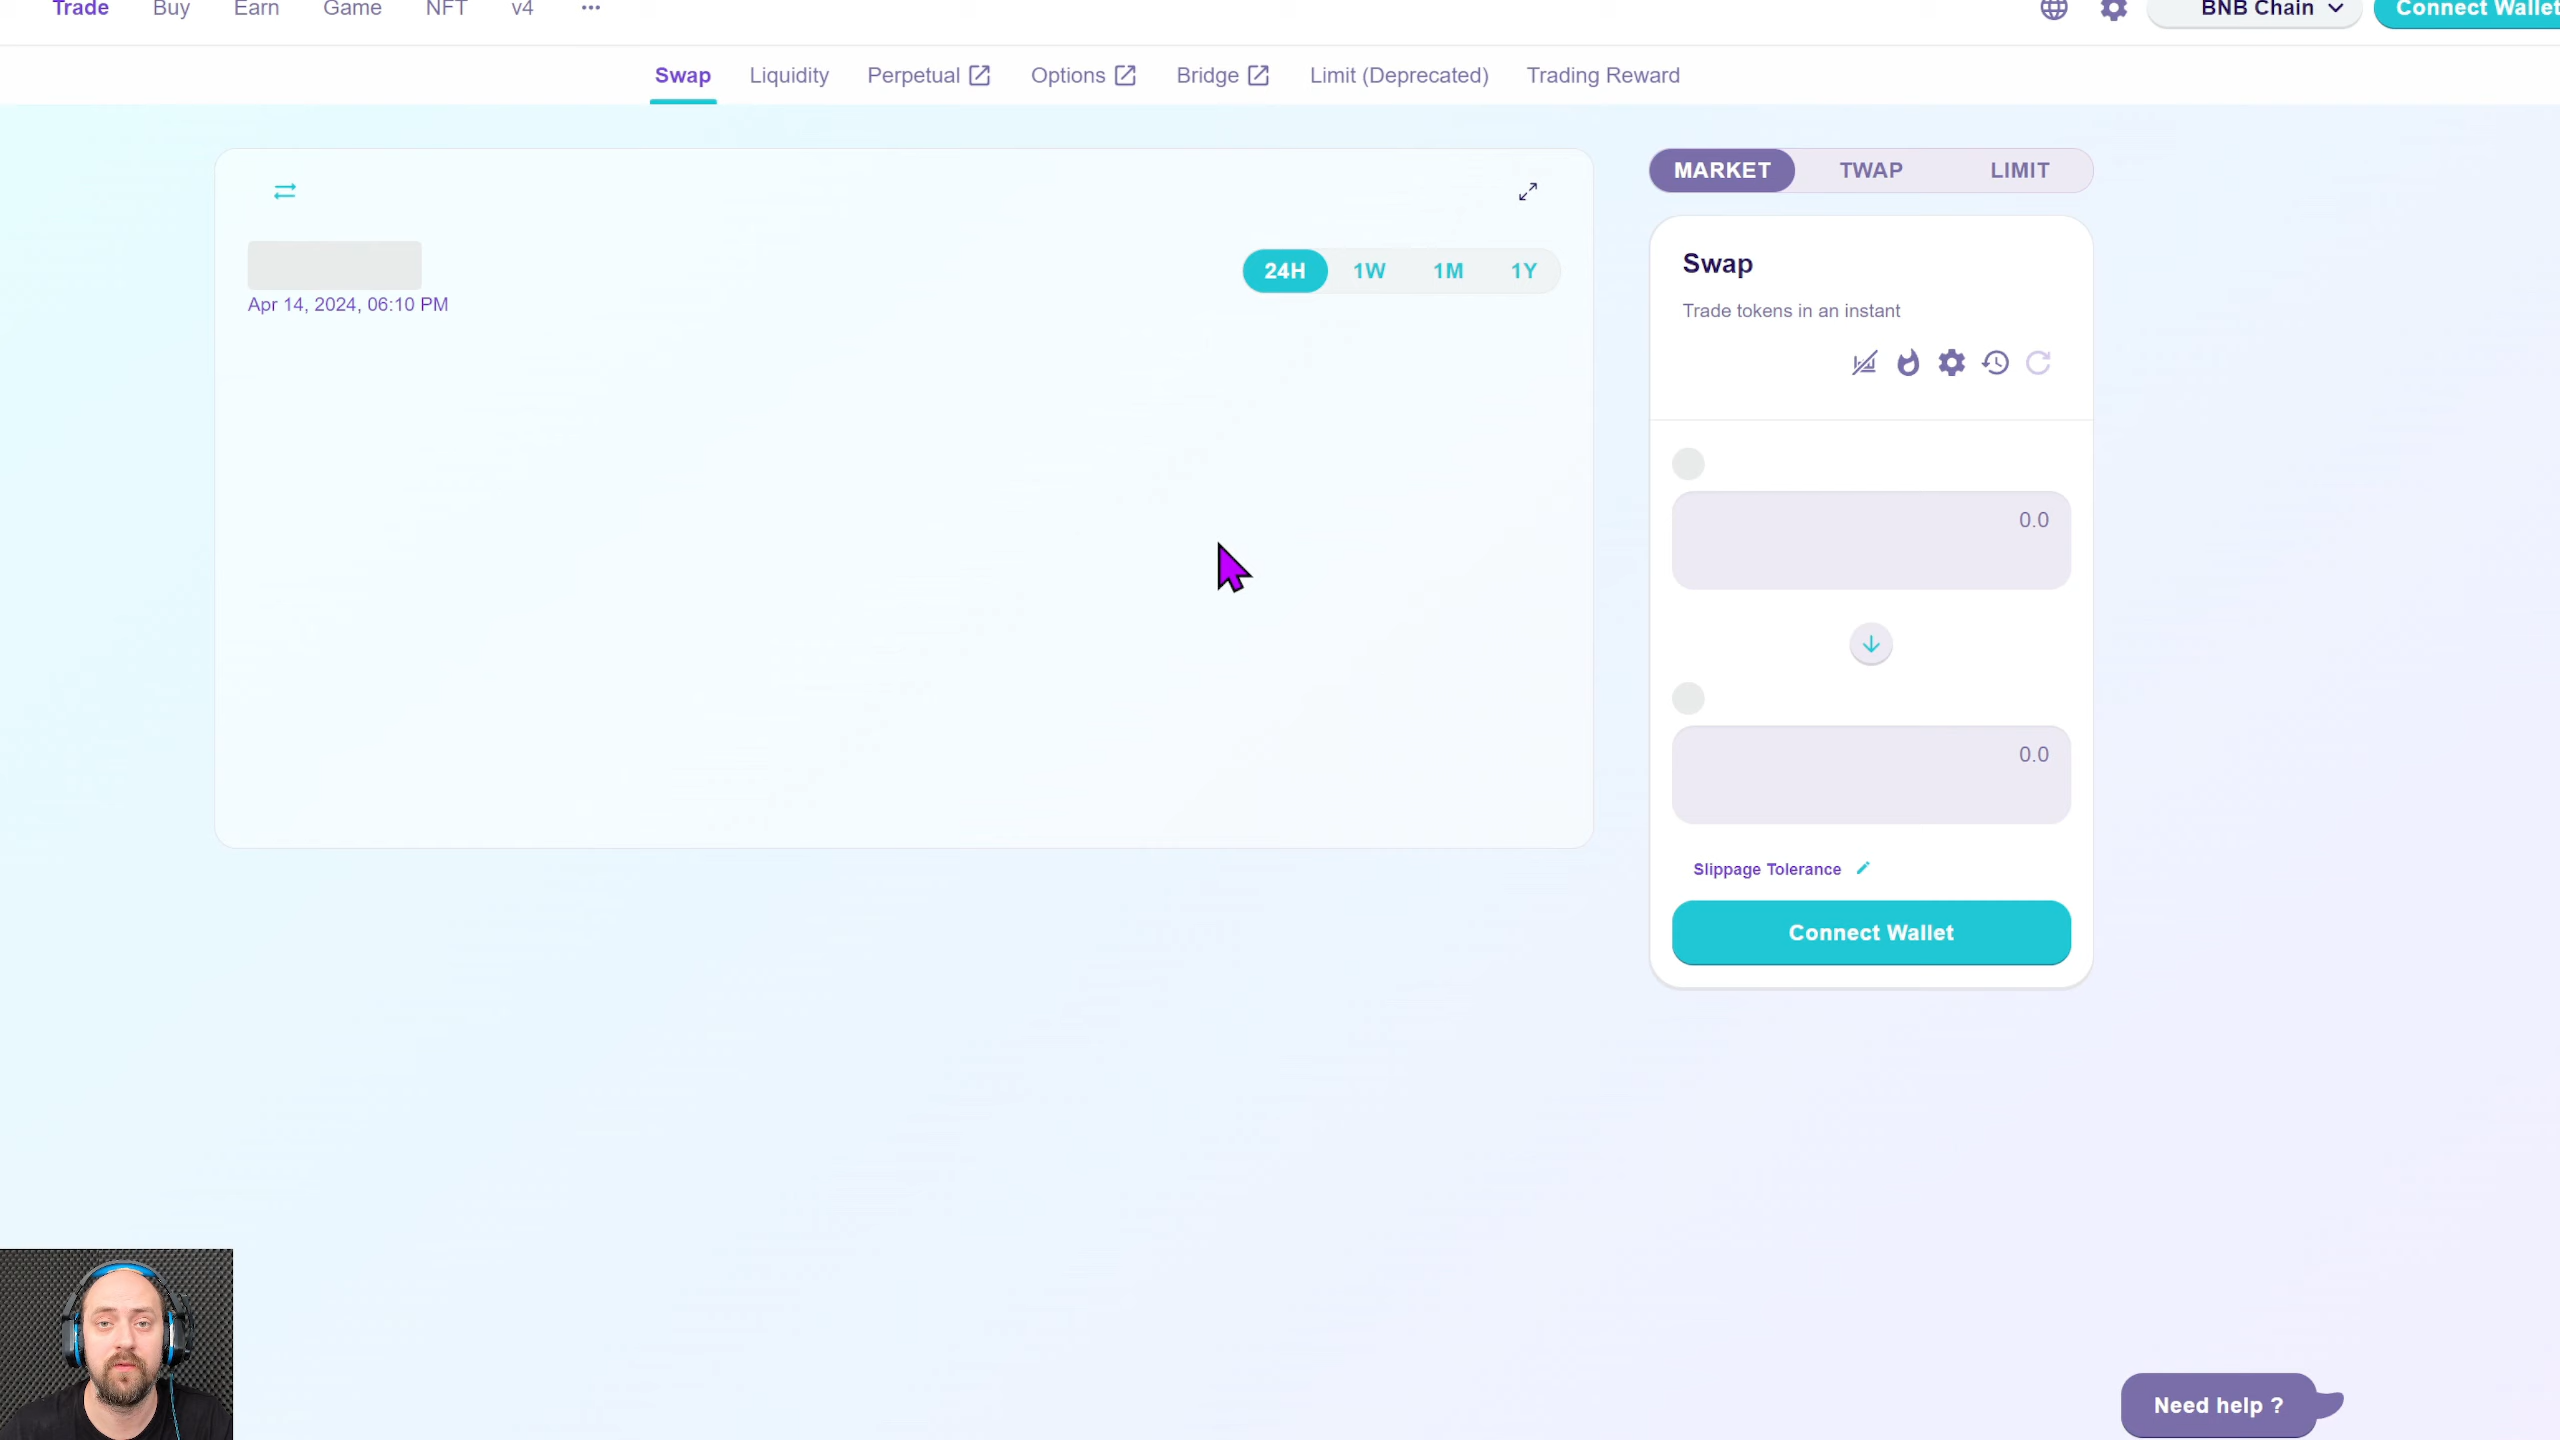 Trade Buy Earn Game NFT v4 ...
BNB Chain
Connect Wallet
Swap Liquidity Perpetual Options Bridge Limit (Deprecated) Trading Reward
Apr 14, 2024, 06:10 PM
24H 1W 1M 1Y
MARKET TWAP LIMIT
Swap
Trade tokens in an instant
0.0
0.0
Slippage Tolerance
Connect Wallet
Need help ?